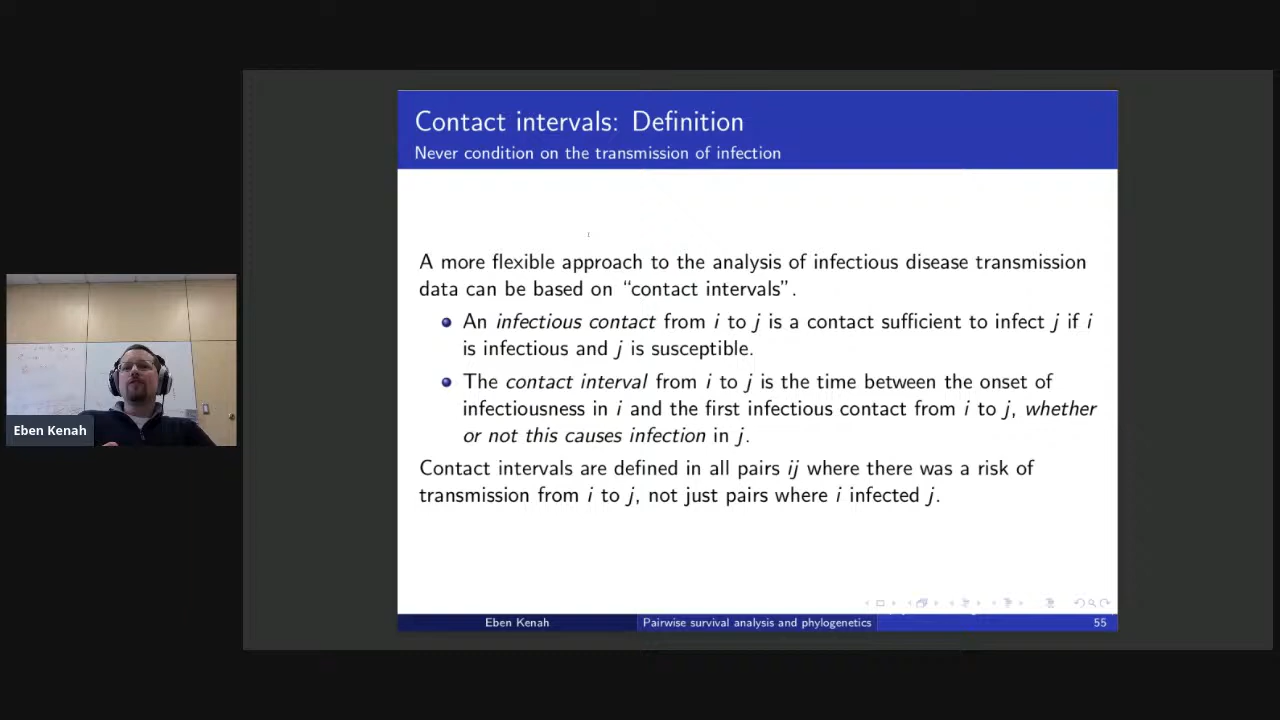 Contact intervals: Definition
Never condition on the transmission of infection
A more flexible approach to the analysis of infectious disease transmission
data can be based on “contact intervals”.
An infectious contact from i to j is a contact sufficient to infect j if i
is infectious and j is susceptible.
The contact interval from i to j is the time between the onset of
infectiousness in i and the first infectious contact from i to j, whether
or not this causes infection in j.
Contact intervals are defined in all pairs ij where there was a risk of
transmission from i to j, not just pairs where i infected j.
Eben Kenah
Eben Kenah
Pairwise survival analysis and phylogenetics
55